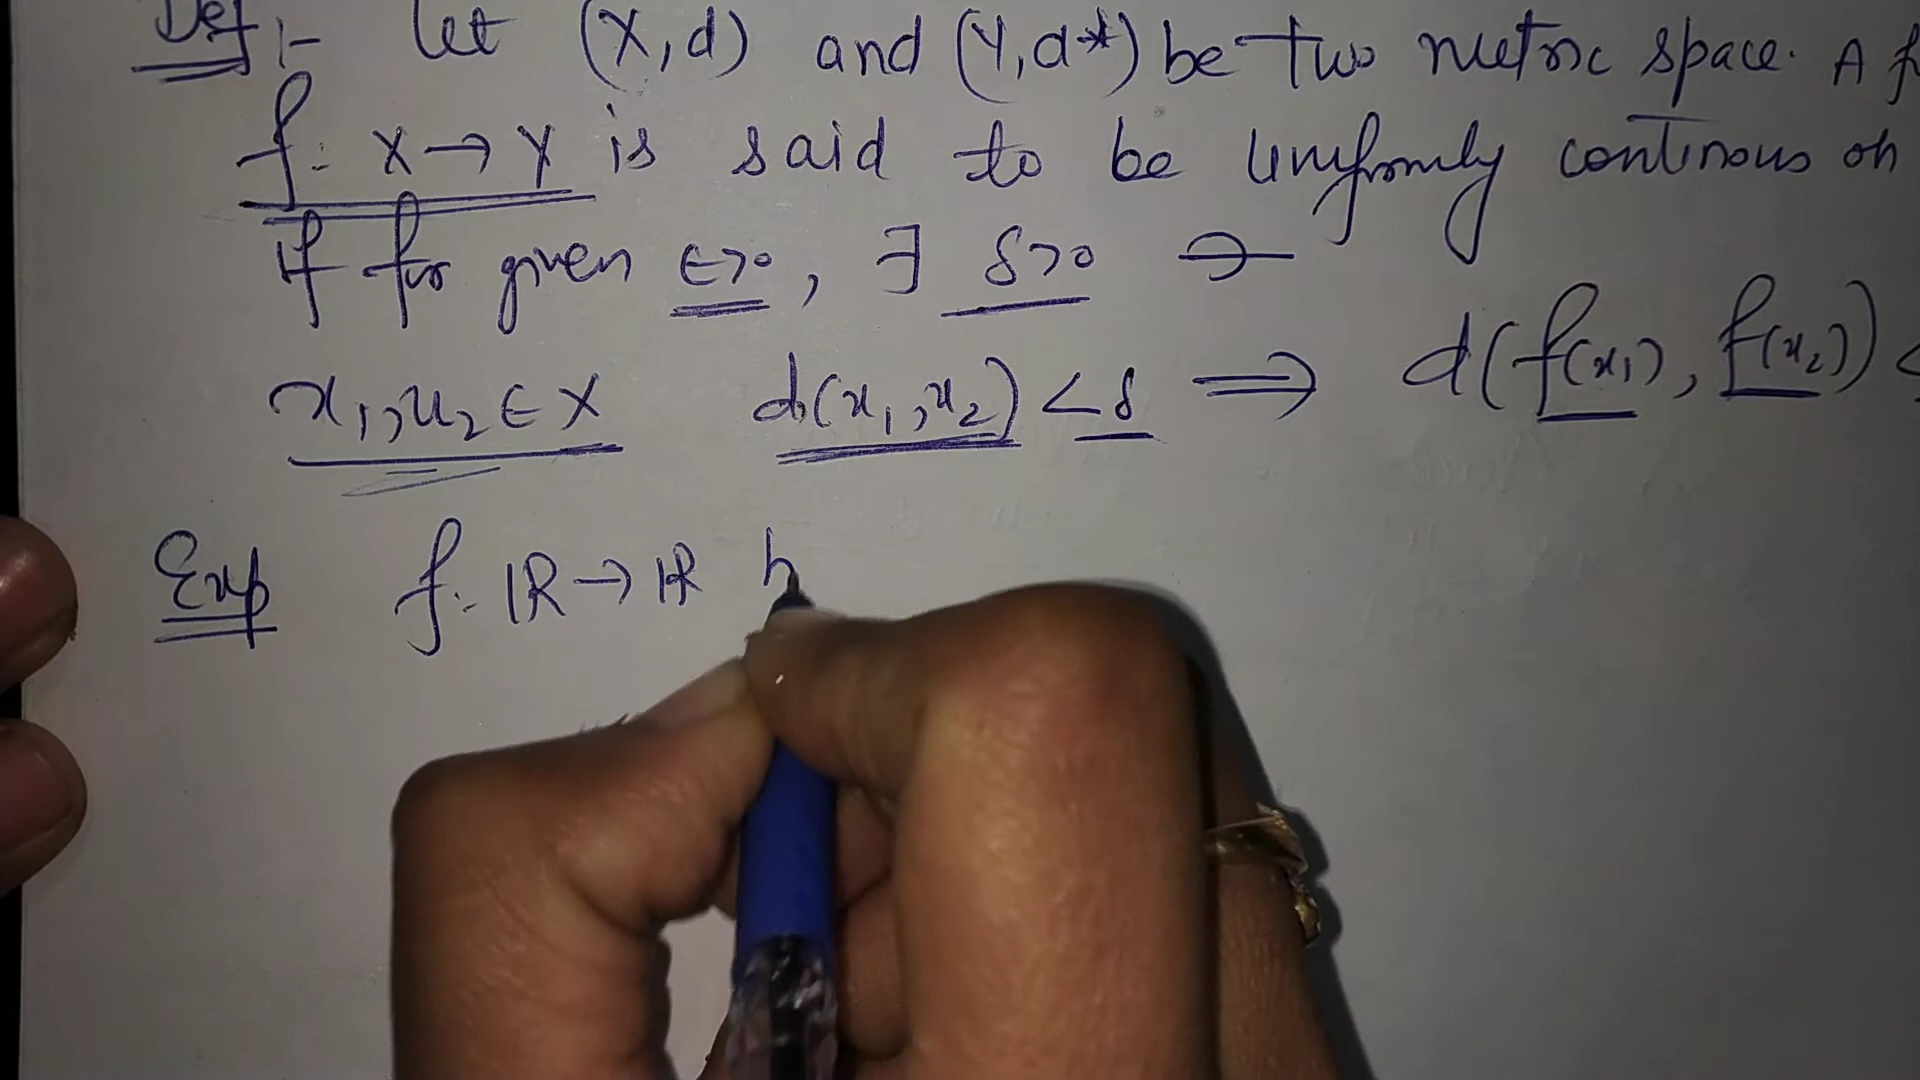 Def :- let (X, d) and (Y, d*) be two metric space. A f
f: X → Y is said to be Uniformly continous on
if for given ε>0, ∃ δ>0 ∋
x₁, x₂ ∈ X d(x₁, x₂) < δ ⟹ d(f(x₁), f(x₂)) <
Exp f: ℝ → ℝ b